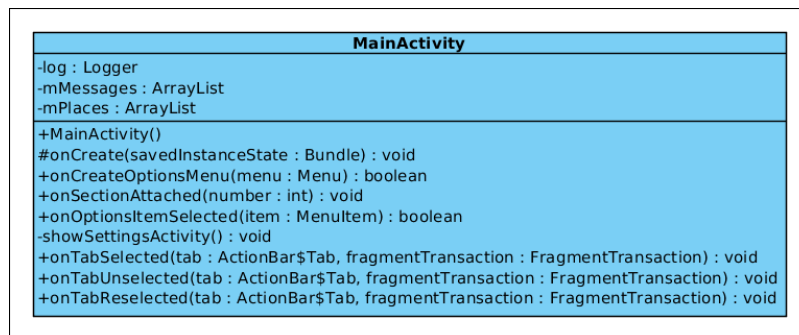 MainActivity
-log : Logger
-mMessages : ArrayList
-mPlaces : ArrayList
+MainActivity()
#onCreate(savedInstanceState : Bundle) : void
+onCreateOptionsMenu(menu : Menu) : boolean
+onSectionAttached(number : int) : void
+onOptionsItemSelected(item : MenuItem) : boolean
-showSettingsActivity() : void
+onTabSelected(tab : ActionBar$Tab, fragmentTransaction : FragmentTransaction) : void
+onTabUnselected(tab : ActionBar$Tab, fragmentTransaction : FragmentTransaction) : void
+onTabReselected(tab : ActionBar$Tab, fragmentTransaction : FragmentTransaction) : void